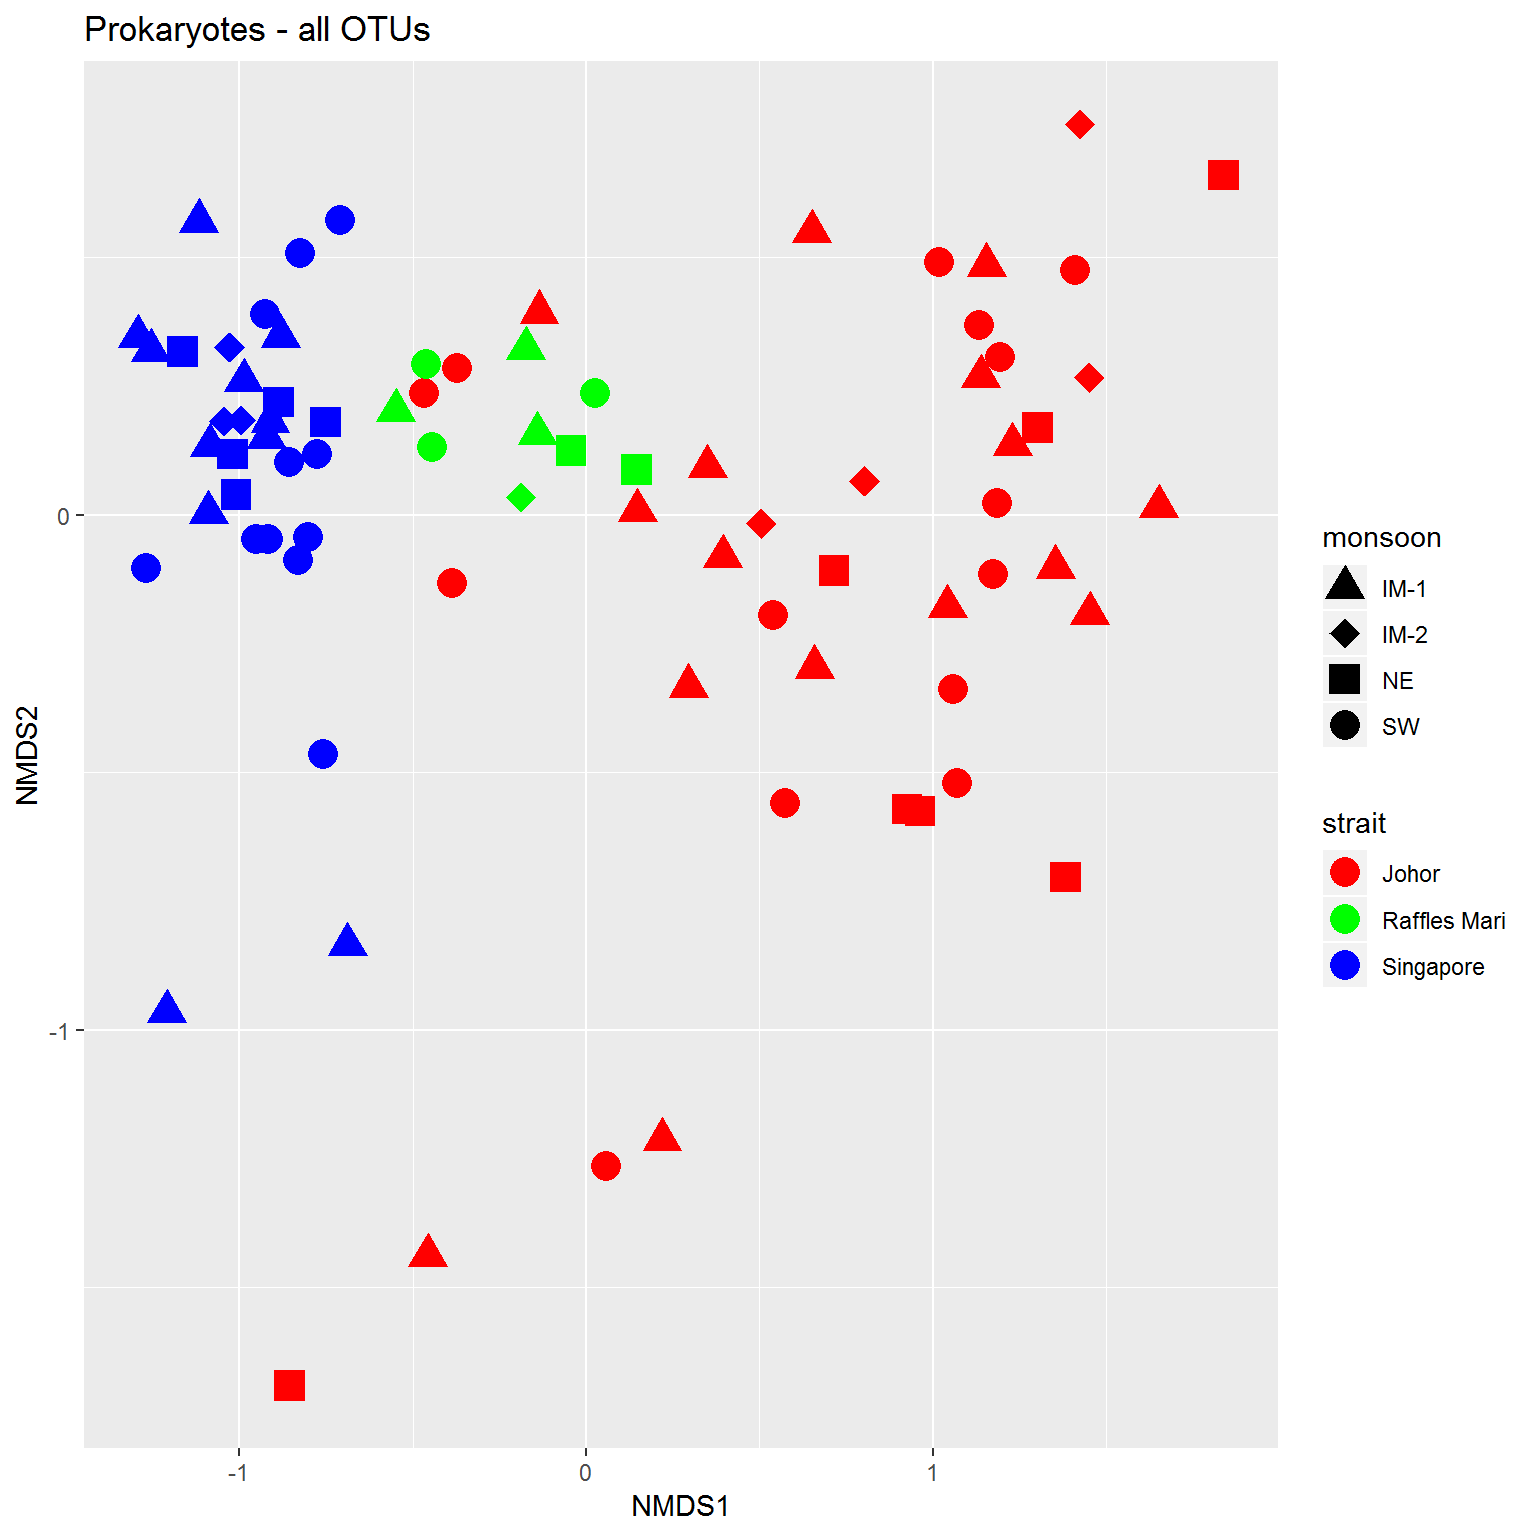 Prokaryotes - all OTUs
NMDS2
0
-1
-1
0
1
NMDS1
monsoon
IM-1
IM-2
NE
SW
strait
Johor
Raffles Mari
Singapore